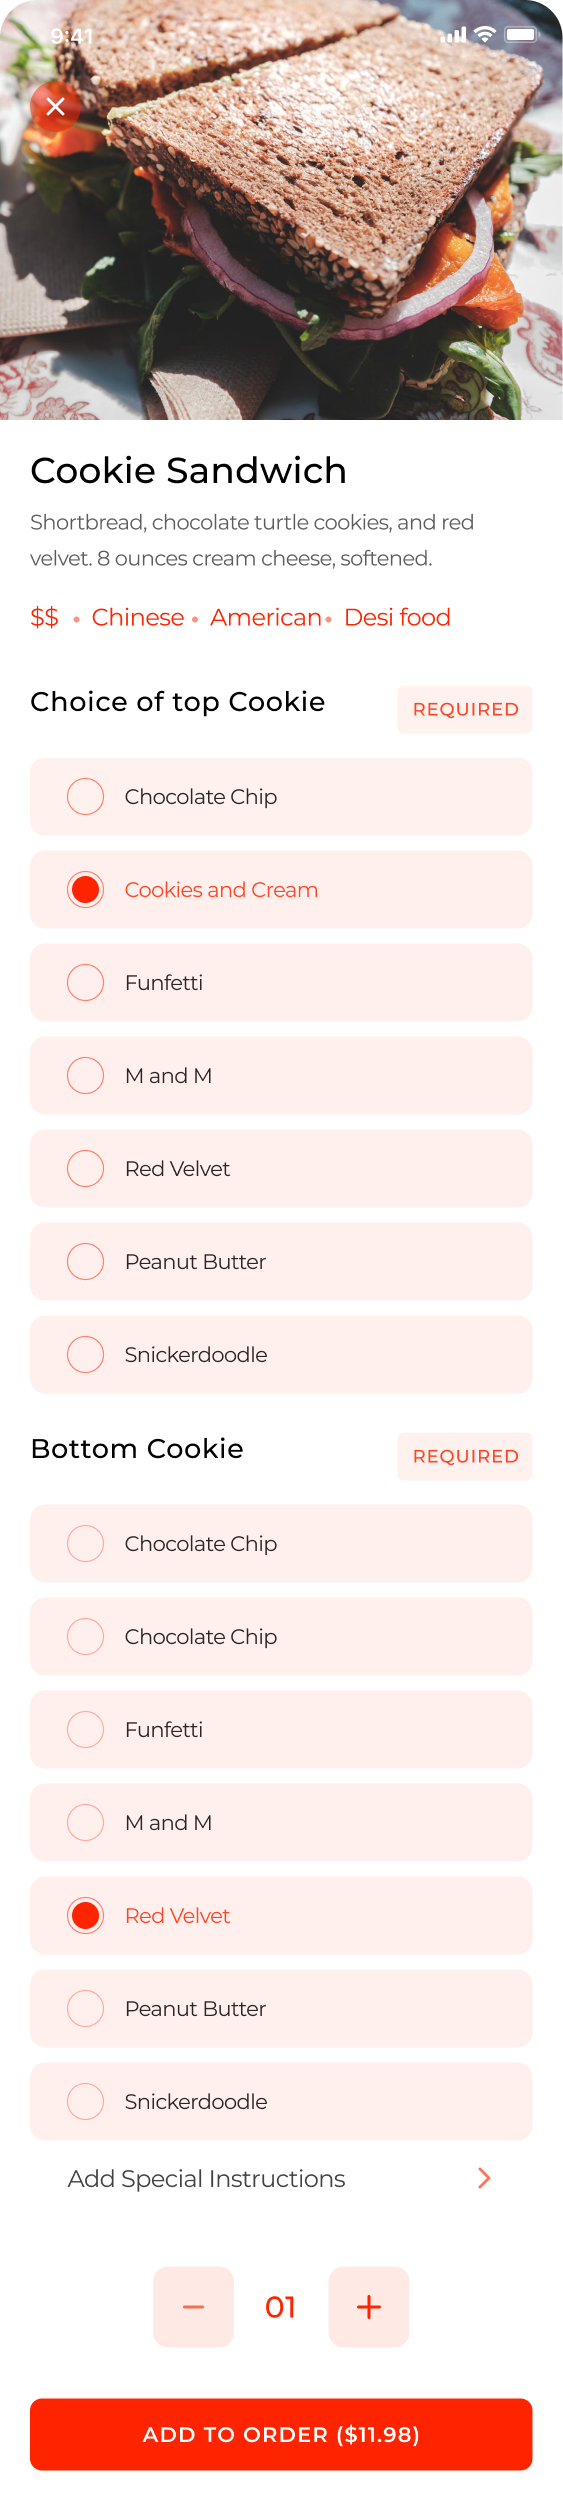 9:41
Cookie Sandwich
Shortbread, chocolate turtle cookies, and red
velvet. 8 ounces cream cheese, softened.
$$ • Chinese • American • Desi food
Choice of top Cookie REQUIRED
Chocolate Chip
Cookies and Cream
Funfetti
M and M
Red Velvet
Peanut Butter
Snickerdoodle
Bottom Cookie REQUIRED
Chocolate Chip
Chocolate Chip
Funfetti
M and M
Red Velvet
Peanut Butter
Snickerdoodle
Add Special Instructions
01
ADD TO ORDER ($11.98)